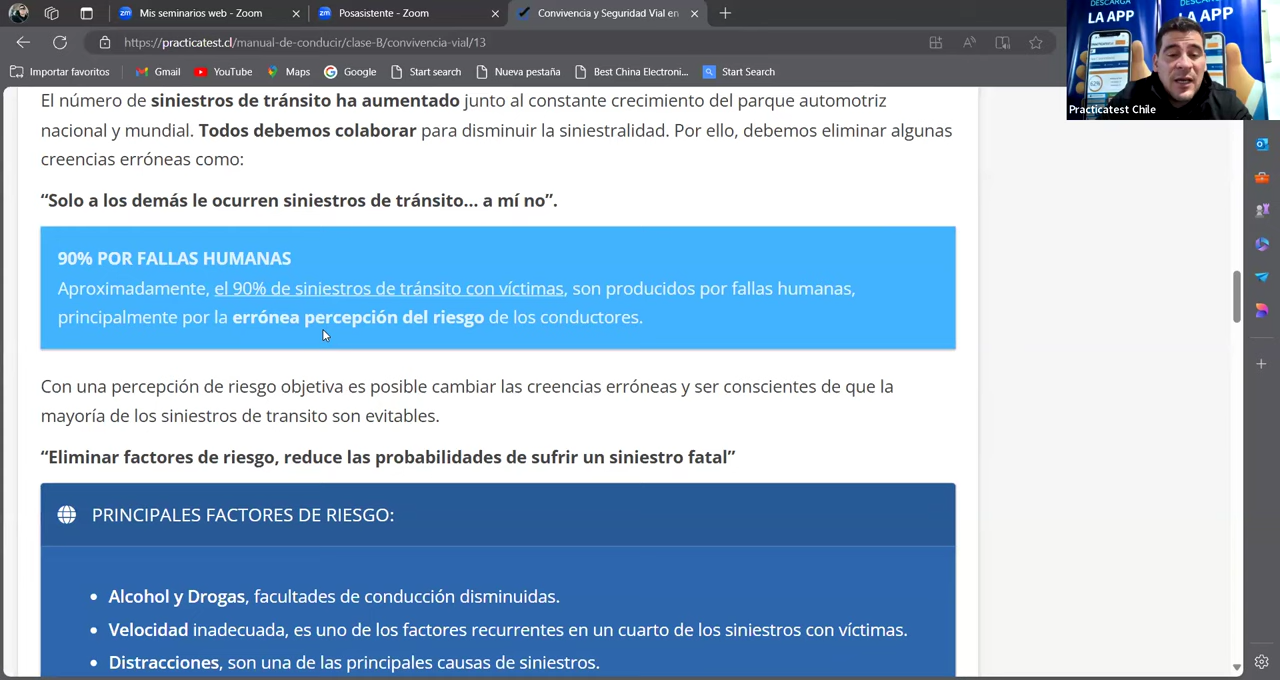 Mis seminarios web - Zoom
Posasistente - Zoom
Convivencia y Seguridad Vial en
https://practicatest.cl/manual-de-conducir/clase-B/convivencia-vial/13
Importar favoritos
Gmail
YouTube
Maps
Google
Start search
Nueva pestaña
Best China Electroni...
Start Search
DESCARGA
LA APP
LA APP
Practicatest Chile
El número de siniestros de tránsito ha aumentado junto al constante crecimiento del parque automotriz
nacional y mundial. Todos debemos colaborar para disminuir la siniestralidad. Por ello, debemos eliminar algunas
creencias erróneas como:
“Solo a los demás le ocurren siniestros de tránsito... a mí no”.
90% POR FALLAS HUMANAS
Aproximadamente, el 90% de siniestros de tránsito con víctimas, son producidos por fallas humanas,
principalmente por la errónea percepción del riesgo de los conductores.
Con una percepción de riesgo objetiva es posible cambiar las creencias erróneas y ser conscientes de que la
mayoría de los siniestros de transito son evitables.
“Eliminar factores de riesgo, reduce las probabilidades de sufrir un siniestro fatal”
PRINCIPALES FACTORES DE RIESGO:
• Alcohol y Drogas, facultades de conducción disminuidas.
• Velocidad inadecuada, es uno de los factores recurrentes en un cuarto de los siniestros con víctimas.
• Distracciones, son una de las principales causas de siniestros.